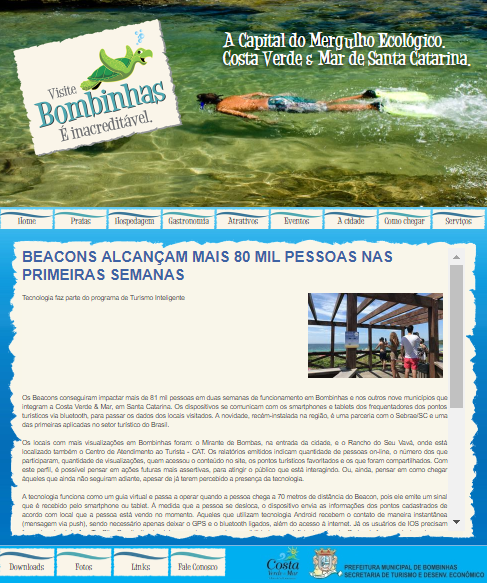 Visite
Bombinhas
É inacreditável.
A Capital do Mergulho Ecológico.
Costa Verde & Mar de Santa Catarina.
Home
Praias
Hospedagem
Gastronomia
Atrativos
Eventos
A cidade
Como chegar
Serviços
BEACONS ALCANÇAM MAIS 80 MIL PESSOAS NAS
PRIMEIRAS SEMANAS
Tecnologia faz parte do programa de Turismo Inteligente
Os Beacons conseguiram impactar mais de 81 mil pessoas em duas semanas de funcionamento em Bombinhas e nos outros nove municípios que
integram a Costa Verde & Mar, em Santa Catarina. Os dispositivos se comunicam com os smartphones e tablets dos frequentadores dos pontos
turísticos via bluetooth, para passar os dados dos locais visitados. A novidade, recém-instalada na região, é uma parceria com o Sebrae/SC e uma
das primeiras aplicadas no setor turístico do Brasil.
Os locais com mais visualizações em Bombinhas foram: o Mirante de Bombas, na entrada da cidade, e o Rancho do Seu Vavá, onde está
localizado também o Centro de Atendimento ao Turista - CAT. Os relatórios emitidos indicam quantidade de pessoas on-line, o número dos que
participaram, quantidade de visualizações, quem acessou o conteúdo no site, os pontos turísticos favoritados e os que foram compartilhados. Com
este perfil, é possível pensar em ações futuras mais assertivas, para atingir o público que está interagindo. Ou, ainda, pensar em como chegar
àqueles que ainda não seguiram adiante, apesar de já terem percebido a presença da tecnologia.
A tecnologia funciona como um guia virtual e passa a operar quando a pessoa chega a 70 metros de distância do Beacon, pois ele emite um sinal
que é recebido pelo smartphone ou tablet. À medida que a pessoa se desloca, o dispositivo envia as informações dos pontos cadastrados de
acordo com o local que a pessoa está vendo no momento. Aqueles que utilizam tecnologia Android recebem o contato de maneira instantânea
(mensagem via push), sendo necessário apenas deixar o GPS e o bluetooth ligados, além do acesso à internet. Já os usuários de IOS precisam
Downloads
Fotos
Links
Fale Conosco
Costa
Verde & Mar
PREFEITURA MUNICIPAL DE BOMBINHAS
SECRETARIA DE TURISMO E DESENV. ECONÔMICO